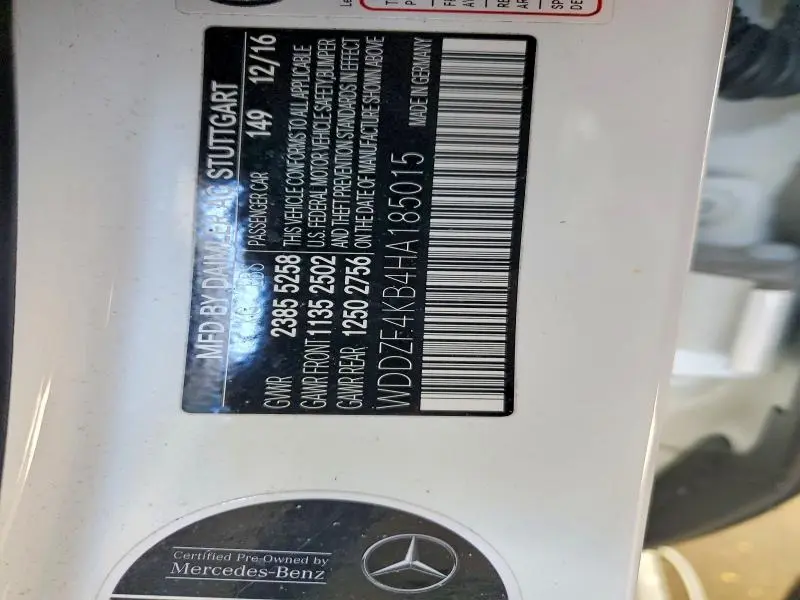 MFD BY DAIMLER AG STUTTGART
PASSENGER CAR 149 12/16
GVWR 2385 5258
GAWR FRONT 1135 2502
GAWR REAR 1250 2756
THIS VEHICLE CONFORMS TO ALL APPLICABLE
U.S. FEDERAL MOTOR VEHICLE SAFETY/BUMPER
AND THEFT PREVENTION STANDARDS IN EFFECT
ON THE DATE OF MANUFACTURE SHOWN ABOVE
WDDZF4KB4HA185015
MADE IN GERMANY
Certified Pre-Owned by
Mercedes-Benz